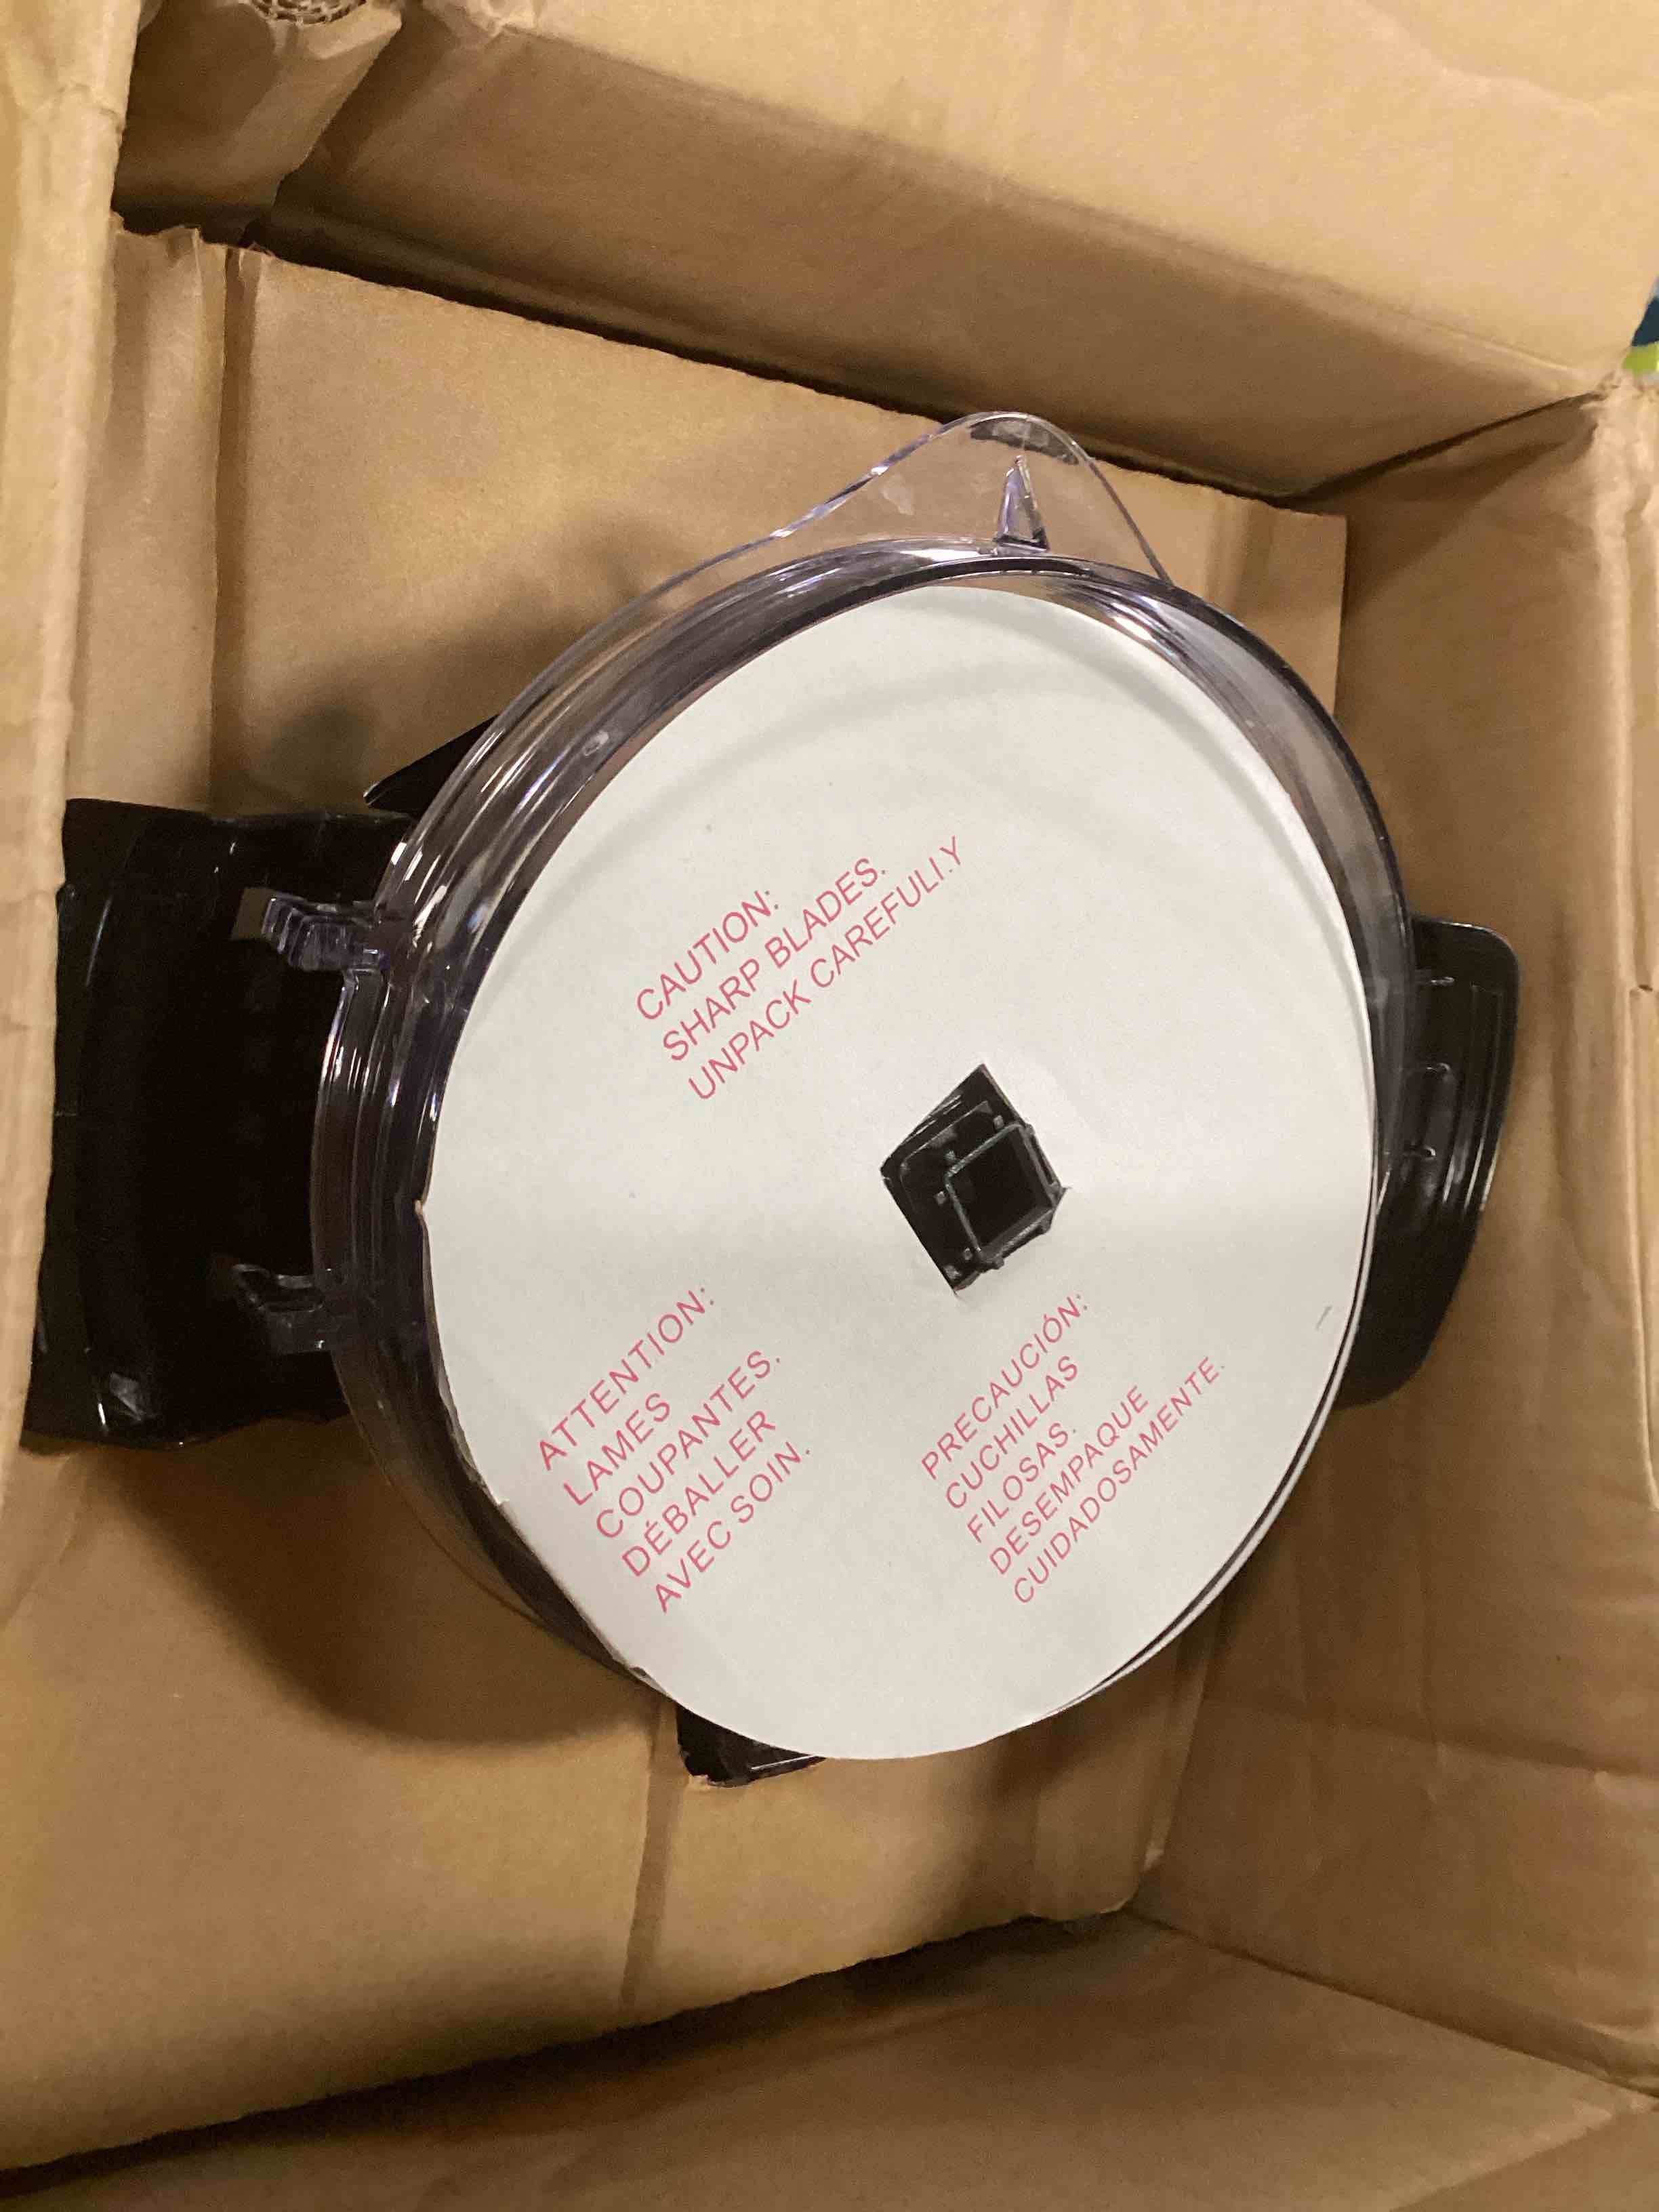 CAUTION:
SHARP BLADES.
UNPACK CAREFULLY
ATTENTION:
LAMES
COUPANTES.
DÉBALLER
AVEC SOIN.
PRECAUCIÓN:
CUCHILLAS
FILOSAS.
DESEMPAQUE
CUIDADOSAMENTE.